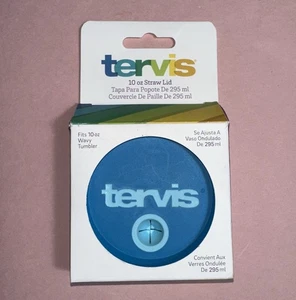 tervis
10 oz Straw Lid
Tapa Para Popote De 295 ml
Couvercle De Paille De 295 ml
Fits 10 oz
Wavy
Tumbler
Se Ajusta A
Vaso Ondulado
De 295 ml
tervis
Convient Aux
Verres Ondulée
De 295 ml